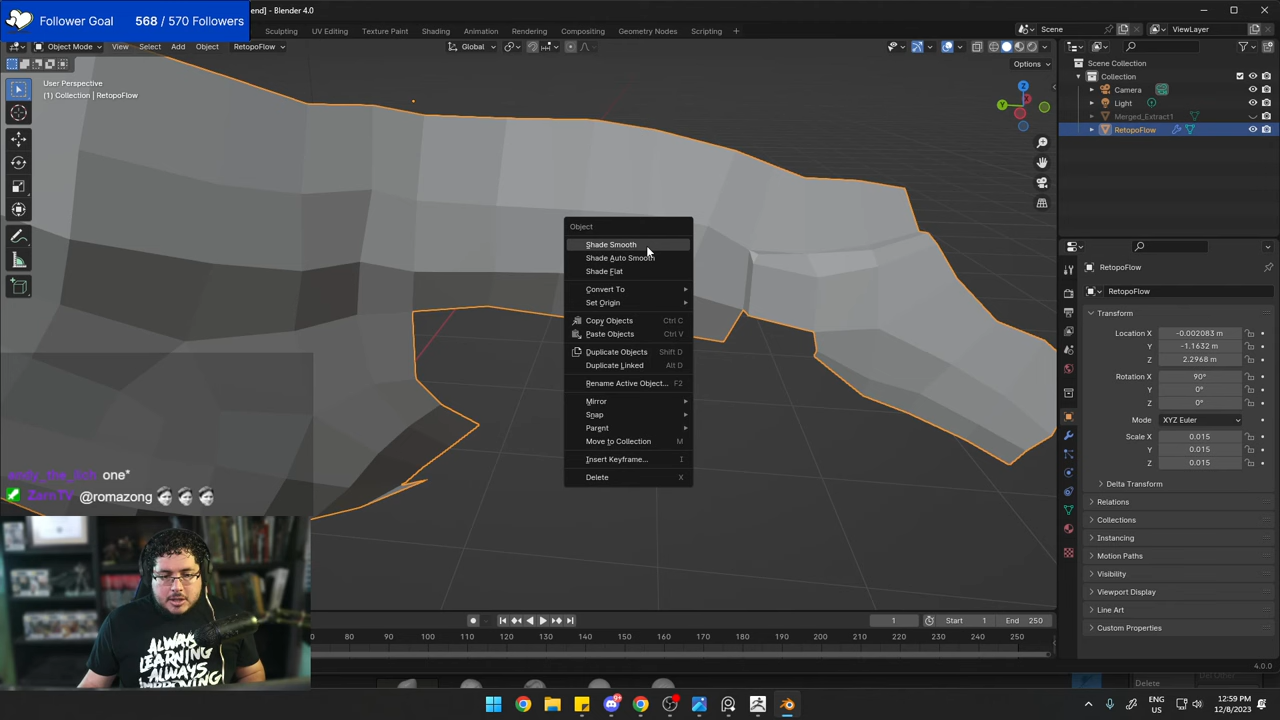 Follower Goal 568 / 570 Followers
end] - Blender 4.0
Sculpting UV Editing Texture Paint Shading Animation Rendering Compositing Geometry Nodes Scripting +
Scene
ViewLayer
Object Mode View Select Add Object RetopoFlow
Global
Options
User Perspective
(1) Collection | RetopoFlow
Scene Collection
Collection
Camera
Light
Merged_Extract1
RetopoFlow
Z
Y
X
Object
Shade Smooth
Shade Auto Smooth
Shade Flat
Convert To
Set Origin
Copy Objects Ctrl C
Paste Objects Ctrl V
Duplicate Objects Shift D
Duplicate Linked Alt D
Rename Active Object... F2
Mirror
Snap
Parent
Move to Collection M
Insert Keyframe... I
Delete X
RetopoFlow
RetopoFlow
Transform
Location X -0.002083 m
Y -1.1632 m
Z 2.2968 m
Rotation X 90°
Y 0°
Z 0°
Mode XYZ Euler
Scale X 0.015
Y 0.015
Z 0.015
Delta Transform
Relations
Collections
Instancing
Motion Paths
Visibility
Viewport Display
Line Art
Custom Properties
one*
ZarnTV @romazong
ALWAYS
LEARNING
ALWAYS
IMPROVING
1 Start 1 End 250
80 90 100 110 120 130 140 150 160 170 180 190 200 210 220 230 240 250
4.0.0
Delete
ENG
US
12:59 PM
12/8/2023